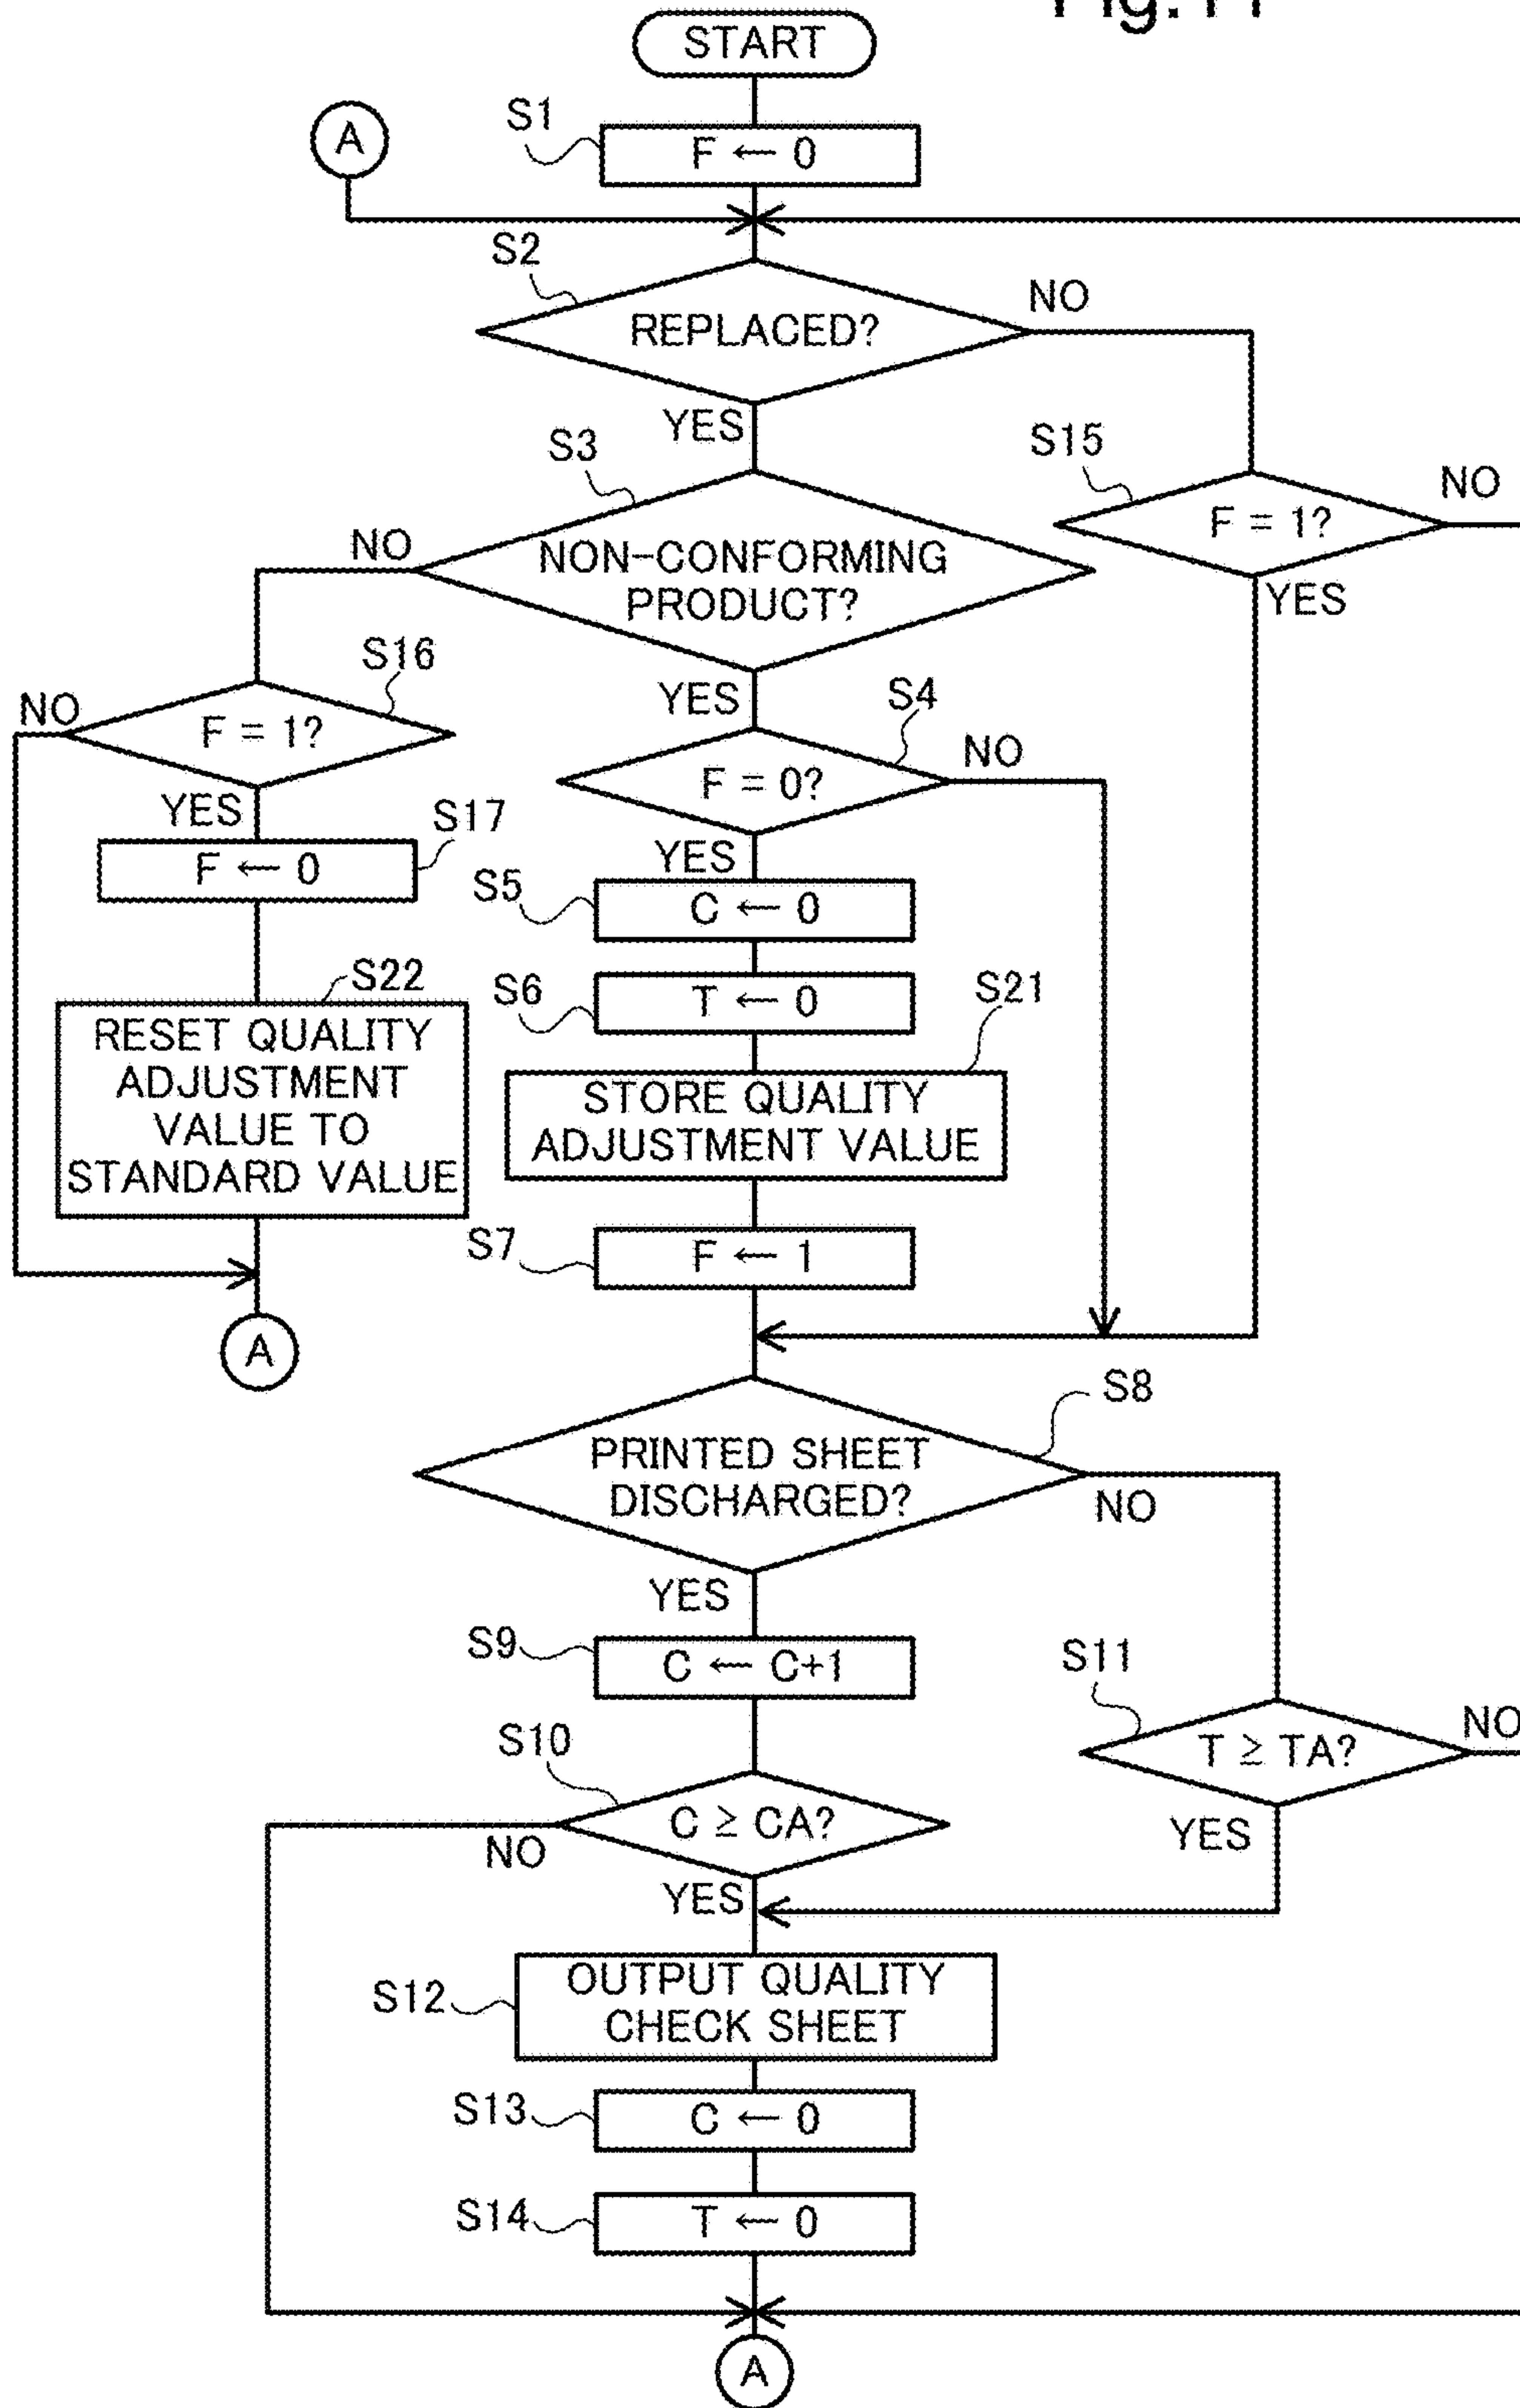 Fig.11
START
A
S1
F ← 0
S2
REPLACED?
NO
YES
S3
S15
NON-CONFORMING
PRODUCT?
NO
F = 1?
NO
YES
S16
F = 1?
NO
YES
YES
S4
F = 0?
NO
YES
S17
F ← 0
S5
C ← 0
S6
T ← 0
S22
RESET QUALITY
ADJUSTMENT
VALUE TO
STANDARD VALUE
S21
STORE QUALITY
ADJUSTMENT VALUE
S7
F ← 1
A
S8
PRINTED SHEET
DISCHARGED?
NO
YES
S9
C ← C+1
S11
T ≥ TA?
NO
YES
S10
C ≥ CA?
NO
YES
S12
OUTPUT QUALITY
CHECK SHEET
S13
C ← 0
S14
T ← 0
A